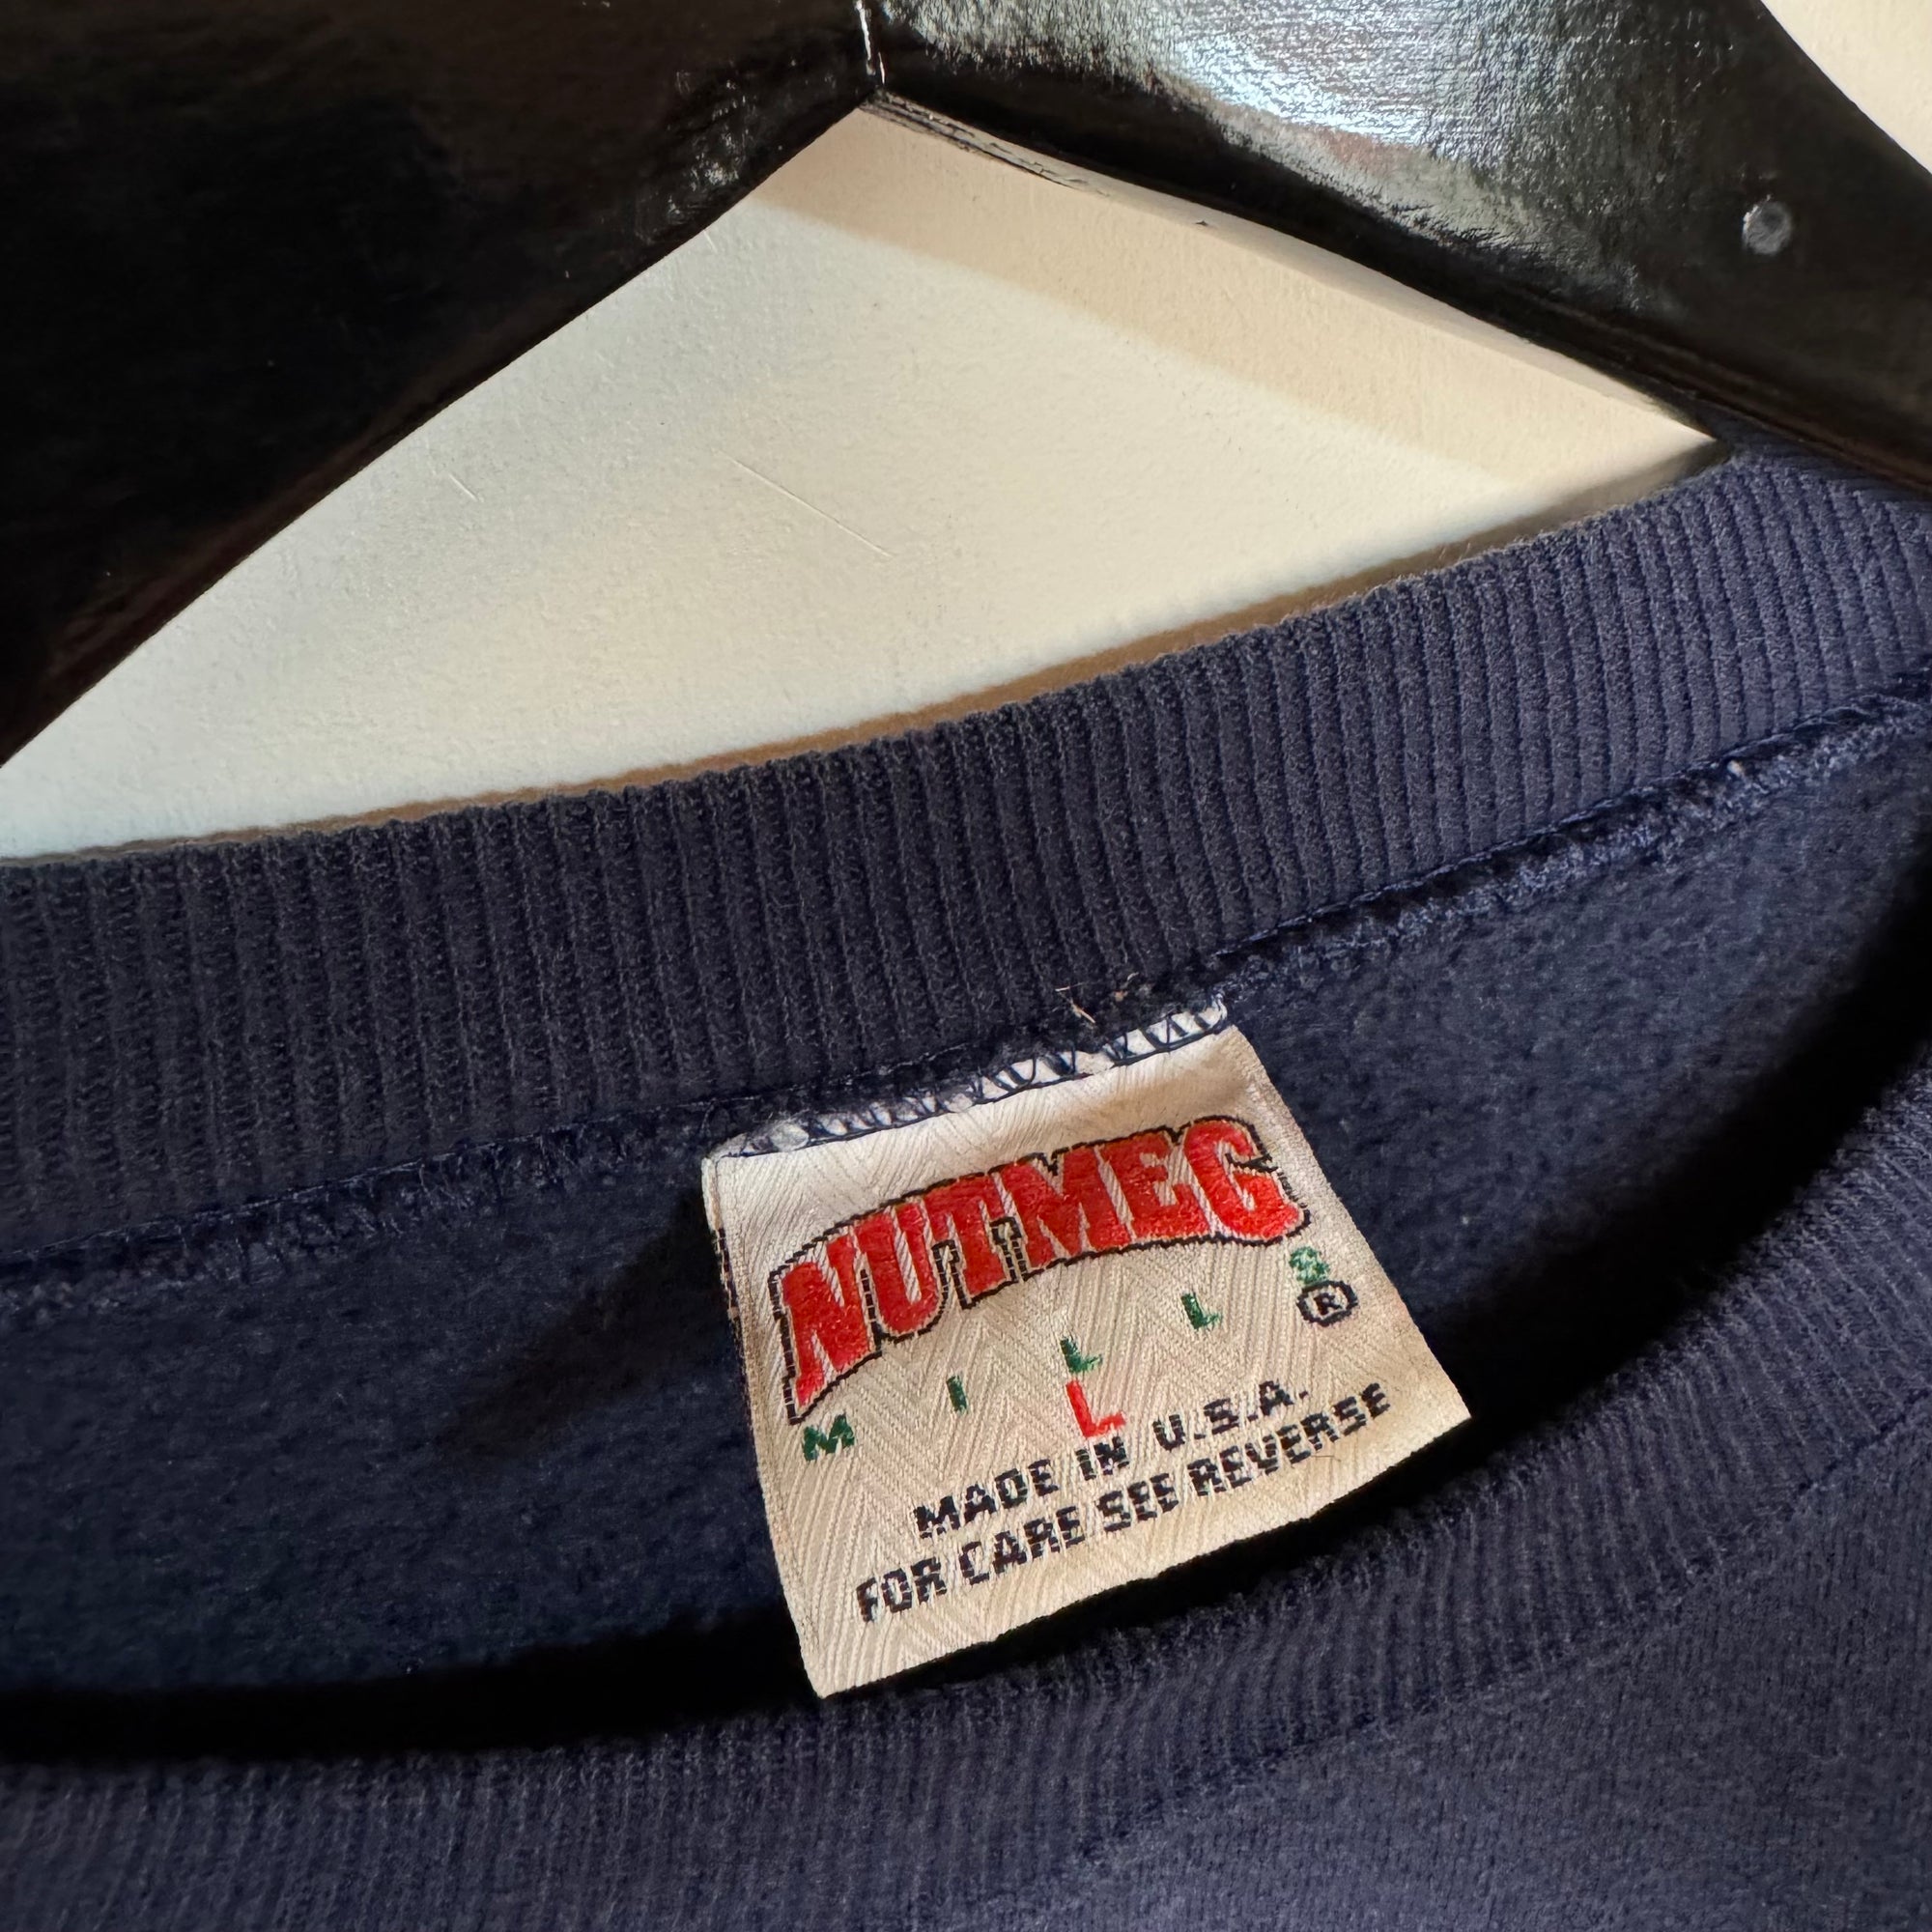 NUTMEG
MILLS
®
L
MADE IN U.S.A.
FOR CARE SEE REVERSE